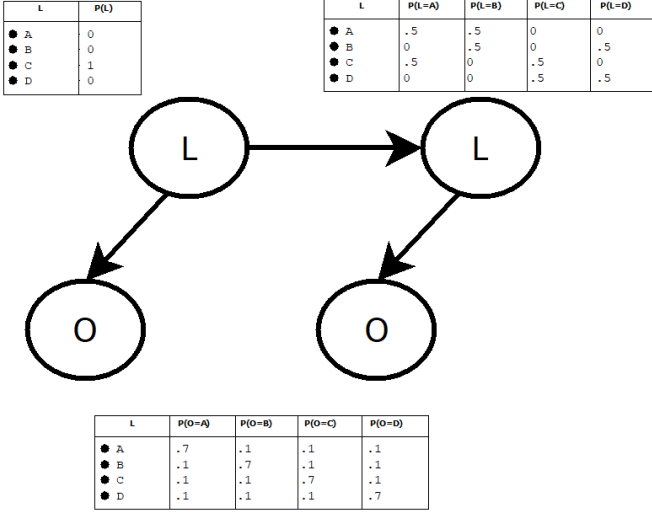 L P(L)
A 0
B 0
C 1
D 0
L P(L=A) P(L=B) P(L=C) P(L=D)
A .5 .5 0 0
B 0 .5 0 .5
C .5 0 .5 0
D 0 0 .5 .5
L L
O O
L P(O=A) P(O=B) P(O=C) P(O=D)
A .7 .1 .1 .1
B .1 .7 .1 .1
C .1 .1 .7 .1
D .1 .1 .1 .7